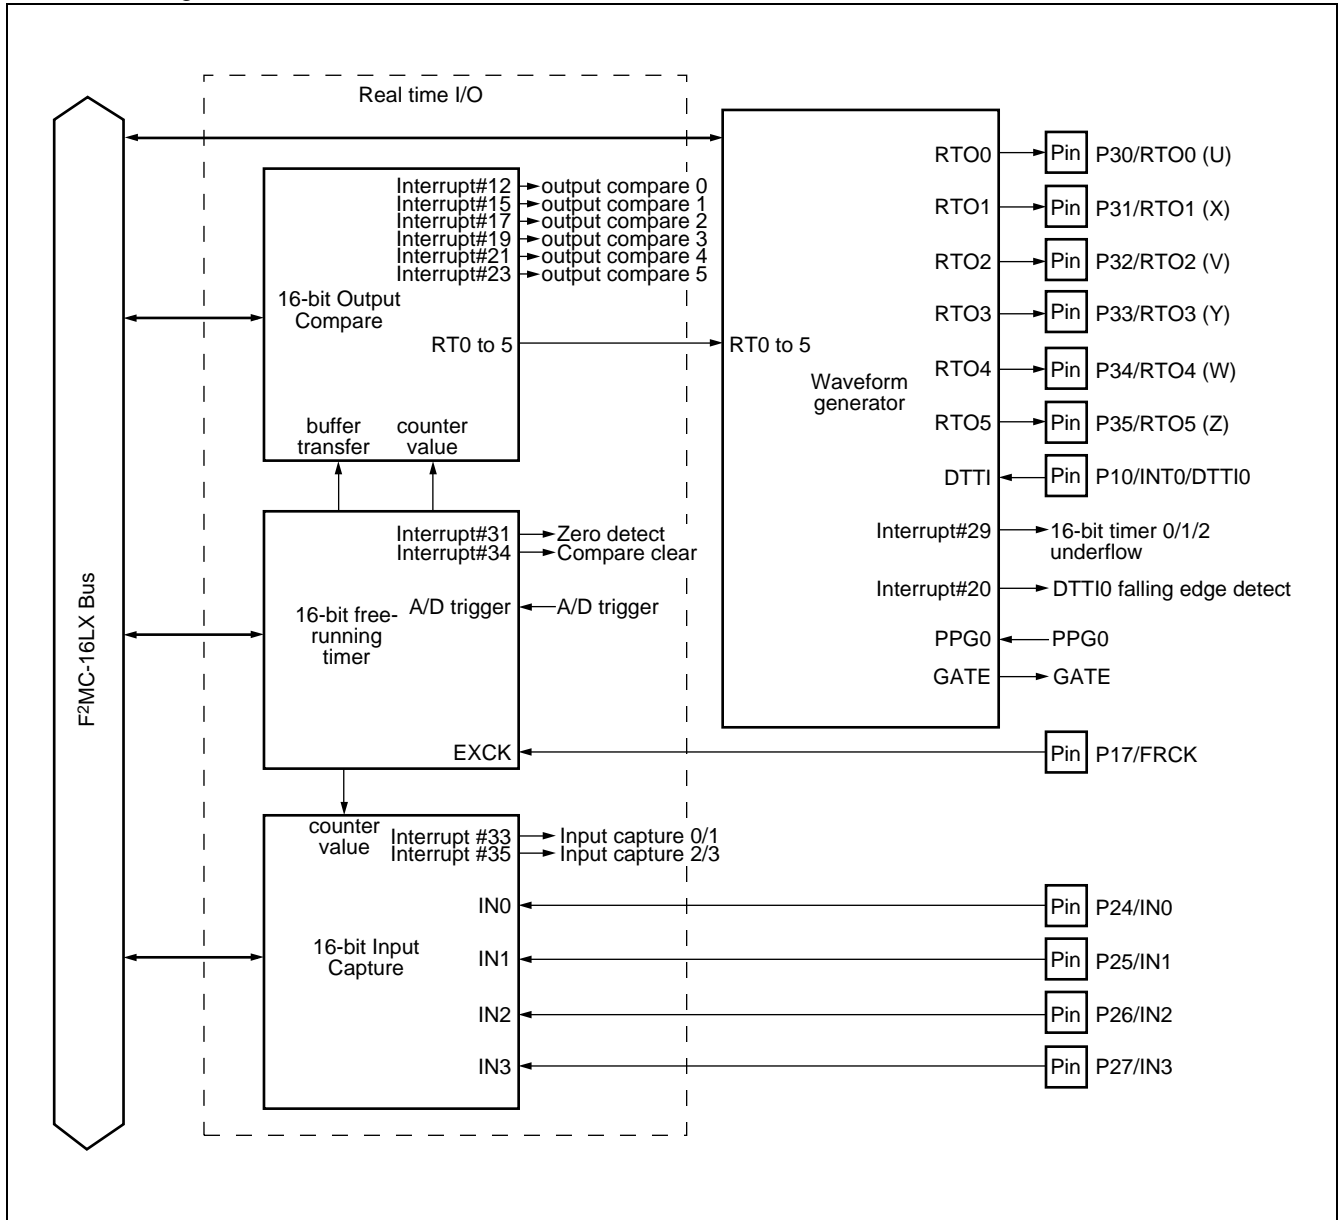 Real time I/O
F²MC-16LX Bus
Interrupt#12 output compare 0
Interrupt#15 output compare 1
Interrupt#17 output compare 2
Interrupt#19 output compare 3
Interrupt#21 output compare 4
Interrupt#23 output compare 5
16-bit Output
Compare
RT0 to 5
buffer
transfer
counter
value
Interrupt#31 Zero detect
Interrupt#34 Compare clear
A/D trigger A/D trigger
16-bit free-
running
timer
EXCK
counter
value
Interrupt #33 Input capture 0/1
Interrupt #35 Input capture 2/3
16-bit Input
Capture
IN0
IN1
IN2
IN3
RT0 to 5
Waveform
generator
RTO0 Pin P30/RTO0 (U)
RTO1 Pin P31/RTO1 (X)
RTO2 Pin P32/RTO2 (V)
RTO3 Pin P33/RTO3 (Y)
RTO4 Pin P34/RTO4 (W)
RTO5 Pin P35/RTO5 (Z)
DTTI Pin P10/INT0/DTTI0
Interrupt#29 16-bit timer 0/1/2
underflow
Interrupt#20 DTTI0 falling edge detect
PPG0 PPG0
GATE GATE
Pin P17/FRCK
Pin P24/IN0
Pin P25/IN1
Pin P26/IN2
Pin P27/IN3